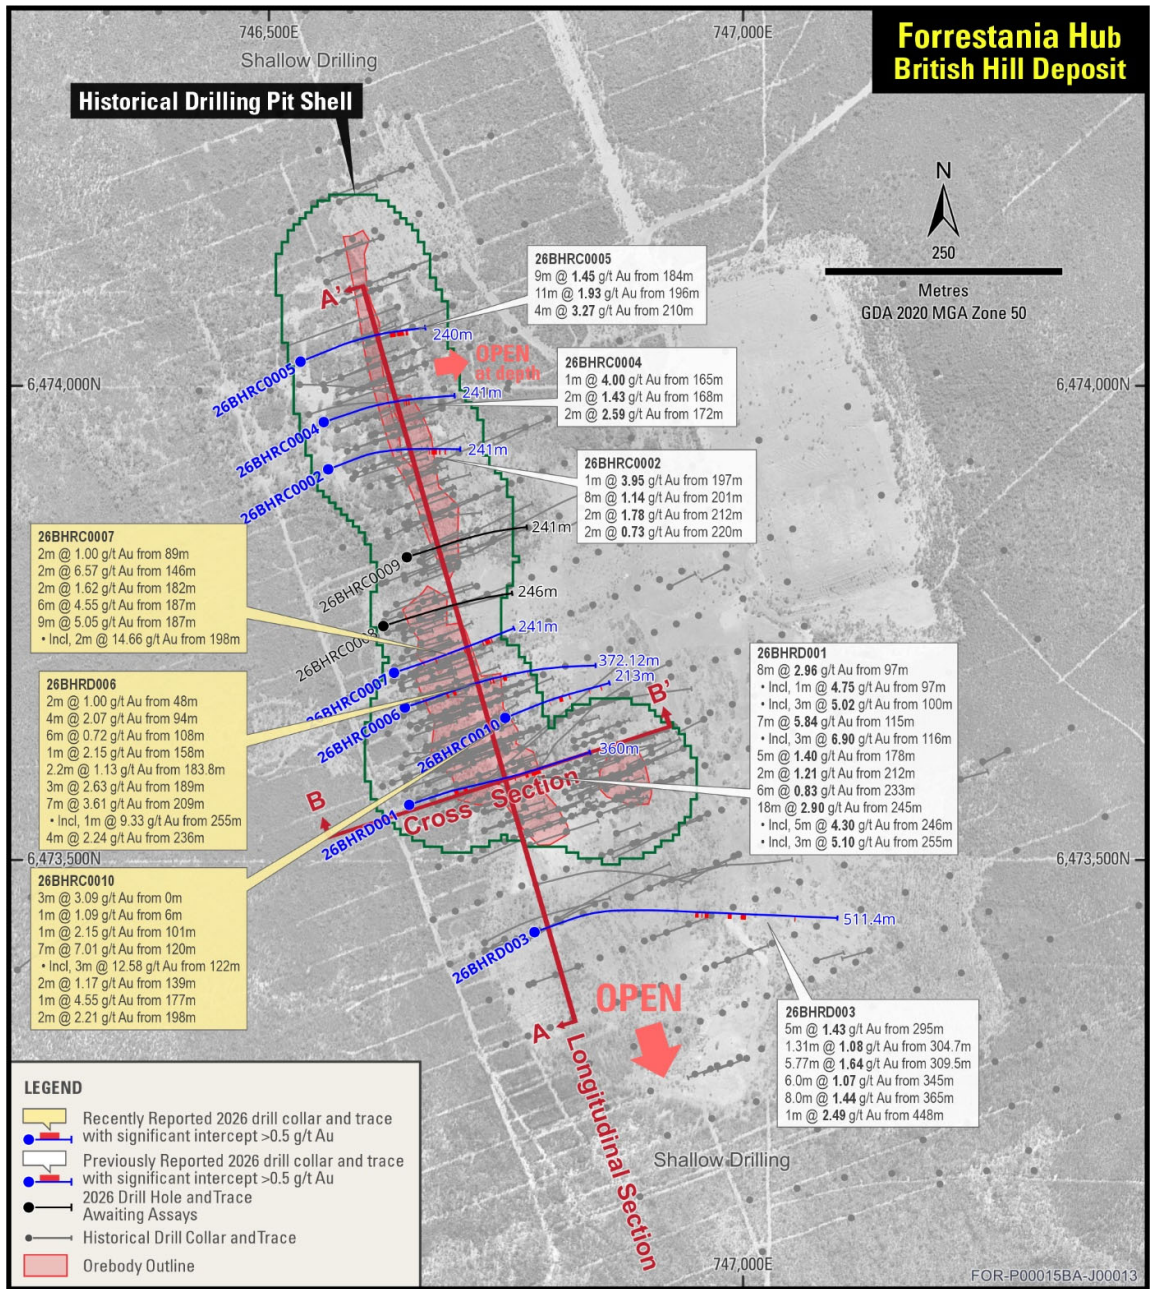 746,500E
747,000E
Forrestania Hub
British Hill Deposit
Shallow Drilling
Historical Drilling Pit Shell
N
250
Metres
GDA 2020 MGA Zone 50
26BHRC0005
9m @ 1.45 g/t Au from 184m
11m @ 1.93 g/t Au from 196m
4m @ 3.27 g/t Au from 210m
A'
240m
26BHRC0005
OPEN
at depth
26BHRC0004
1m @ 4.00 g/t Au from 165m
2m @ 1.43 g/t Au from 168m
2m @ 2.59 g/t Au from 172m
6,474,000N
6,474,000N
241m
26BHRC0004
241m
26BHRC0002
26BHRC0002
1m @ 3.95 g/t Au from 197m
8m @ 1.14 g/t Au from 201m
2m @ 1.78 g/t Au from 212m
2m @ 0.73 g/t Au from 220m
241m
26BHRC0009
26BHRC0007
2m @ 1.00 g/t Au from 89m
2m @ 6.57 g/t Au from 146m
2m @ 1.62 g/t Au from 182m
6m @ 4.55 g/t Au from 187m
9m @ 5.05 g/t Au from 187m
• Incl, 2m @ 14.66 g/t Au from 198m
246m
26BHRC0008
241m
26BHRC0007
372.12m
26BHRC0006
213m
26BHRC0010
B'
26BHRD006
2m @ 1.00 g/t Au from 48m
4m @ 2.07 g/t Au from 94m
6m @ 0.72 g/t Au from 108m
1m @ 2.15 g/t Au from 158m
2.2m @ 1.13 g/t Au from 183.8m
3m @ 2.63 g/t Au from 189m
7m @ 3.61 g/t Au from 209m
• Incl, 1m @ 9.33 g/t Au from 255m
4m @ 2.24 g/t Au from 236m
26BHRD001
8m @ 2.96 g/t Au from 97m
• Incl, 1m @ 4.75 g/t Au from 97m
• Incl, 3m @ 5.02 g/t Au from 100m
7m @ 5.84 g/t Au from 115m
• Incl, 3m @ 6.90 g/t Au from 116m
5m @ 1.40 g/t Au from 178m
2m @ 1.21 g/t Au from 212m
6m @ 0.83 g/t Au from 233m
18m @ 2.90 g/t Au from 245m
• Incl, 5m @ 4.30 g/t Au from 246m
• Incl, 3m @ 5.10 g/t Au from 255m
360m
B
Cross Section
26BHRD001
6,473,500N
6,473,500N
26BHRC0010
3m @ 3.09 g/t Au from 0m
1m @ 1.09 g/t Au from 6m
1m @ 2.15 g/t Au from 101m
7m @ 7.01 g/t Au from 120m
• Incl, 3m @ 12.58 g/t Au from 122m
2m @ 1.17 g/t Au from 139m
1m @ 4.55 g/t Au from 177m
2m @ 2.21 g/t Au from 198m
511.4m
26BHRD003
OPEN
A
Longitudinal Section
26BHRD003
5m @ 1.43 g/t Au from 295m
1.31m @ 1.08 g/t Au from 304.7m
5.77m @ 1.64 g/t Au from 309.5m
6.0m @ 1.07 g/t Au from 345m
8.0m @ 1.44 g/t Au from 365m
1m @ 2.49 g/t Au from 448m
LEGEND
Recently Reported 2026 drill collar and trace
with significant intercept >0.5 g/t Au
Previously Reported 2026 drill collar and trace
with significant intercept >0.5 g/t Au
2026 Drill Hole and Trace
Awaiting Assays
Historical Drill Collar and Trace
Orebody Outline
Shallow Drilling
747,000E
FOR-P00015BA-J00013